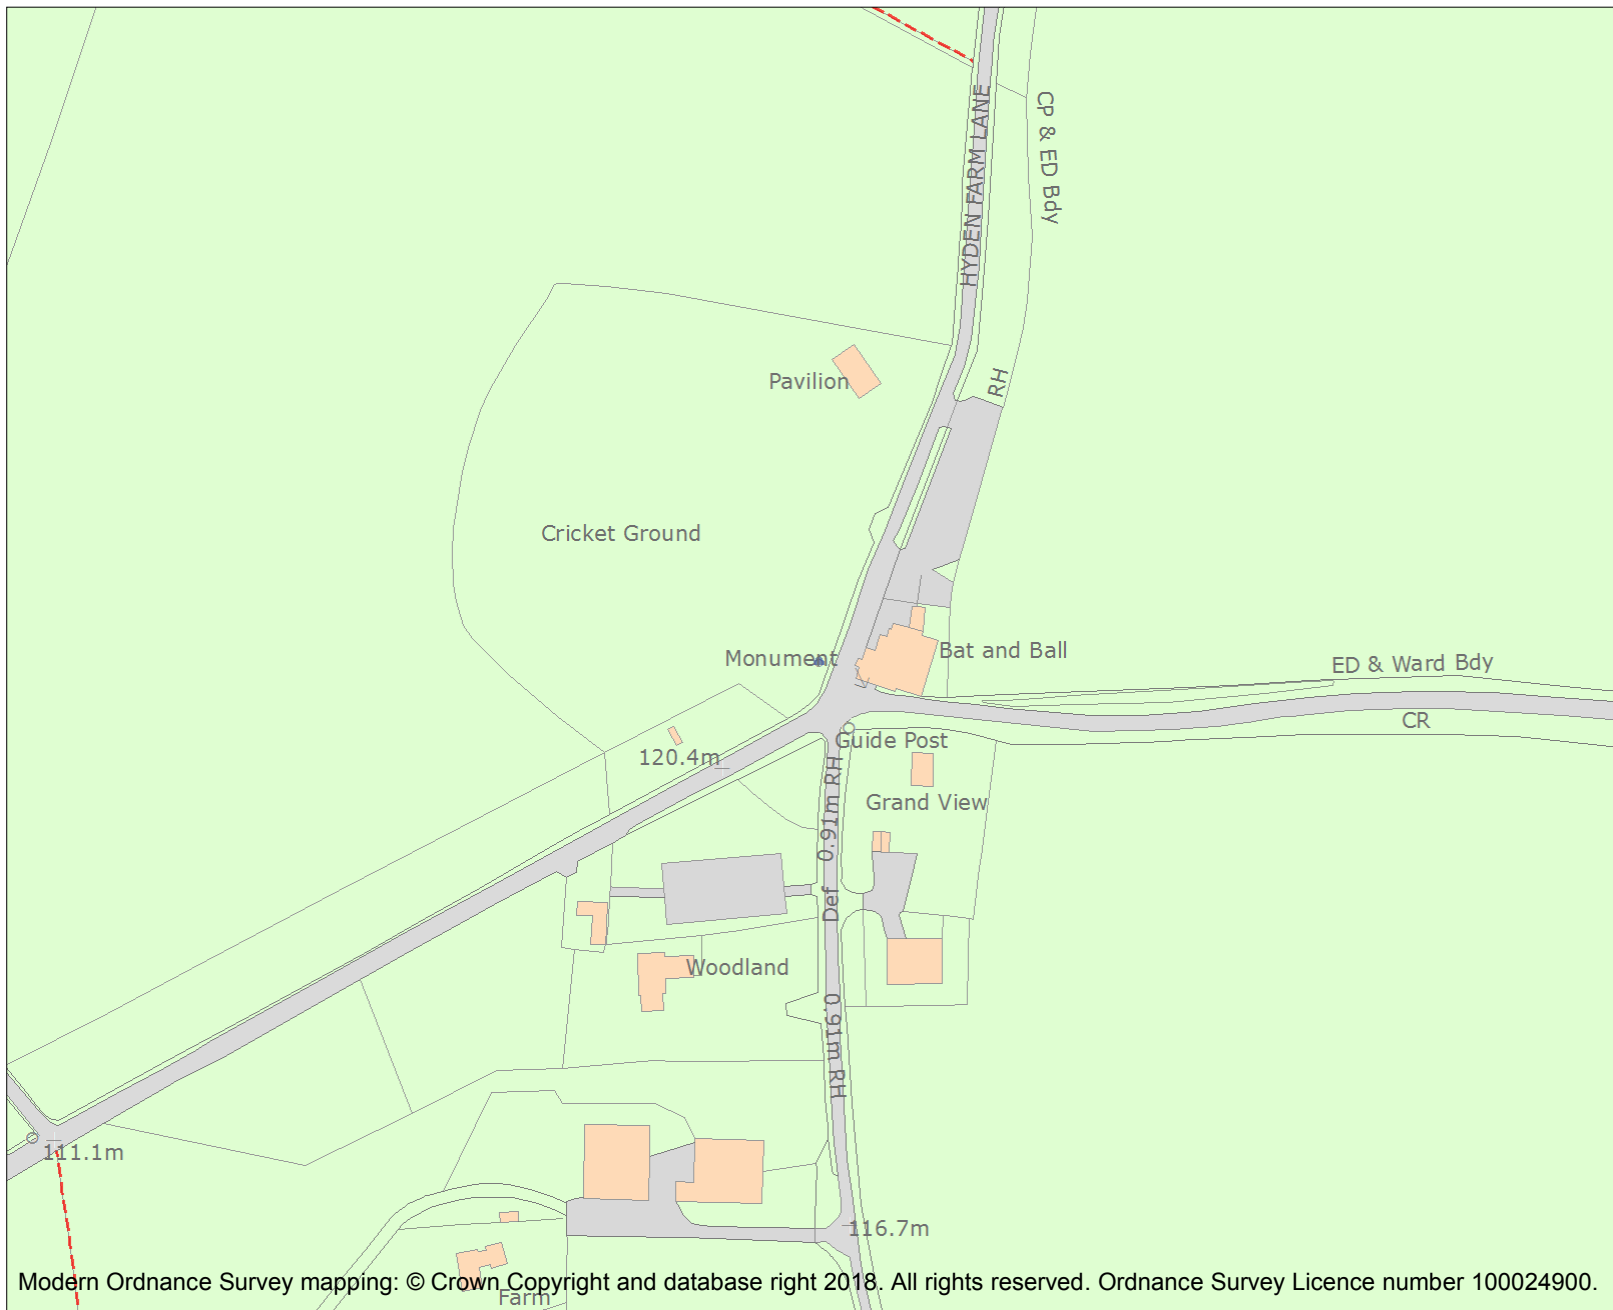 HYDEN FARM LANE
CP & ED Bdy
RH
Pavilion
Cricket Ground
Monument
Bat and Ball
ED & Ward Bdy
CR
Guide Post
120.4m
Grand View
0.91m RH
Def
Woodland
0.91m RH
111.1m
116.7m
Farm
Modern Ordnance Survey mapping: © Crown Copyright and database right 2018. All rights reserved. Ordnance Survey Licence number 100024900.